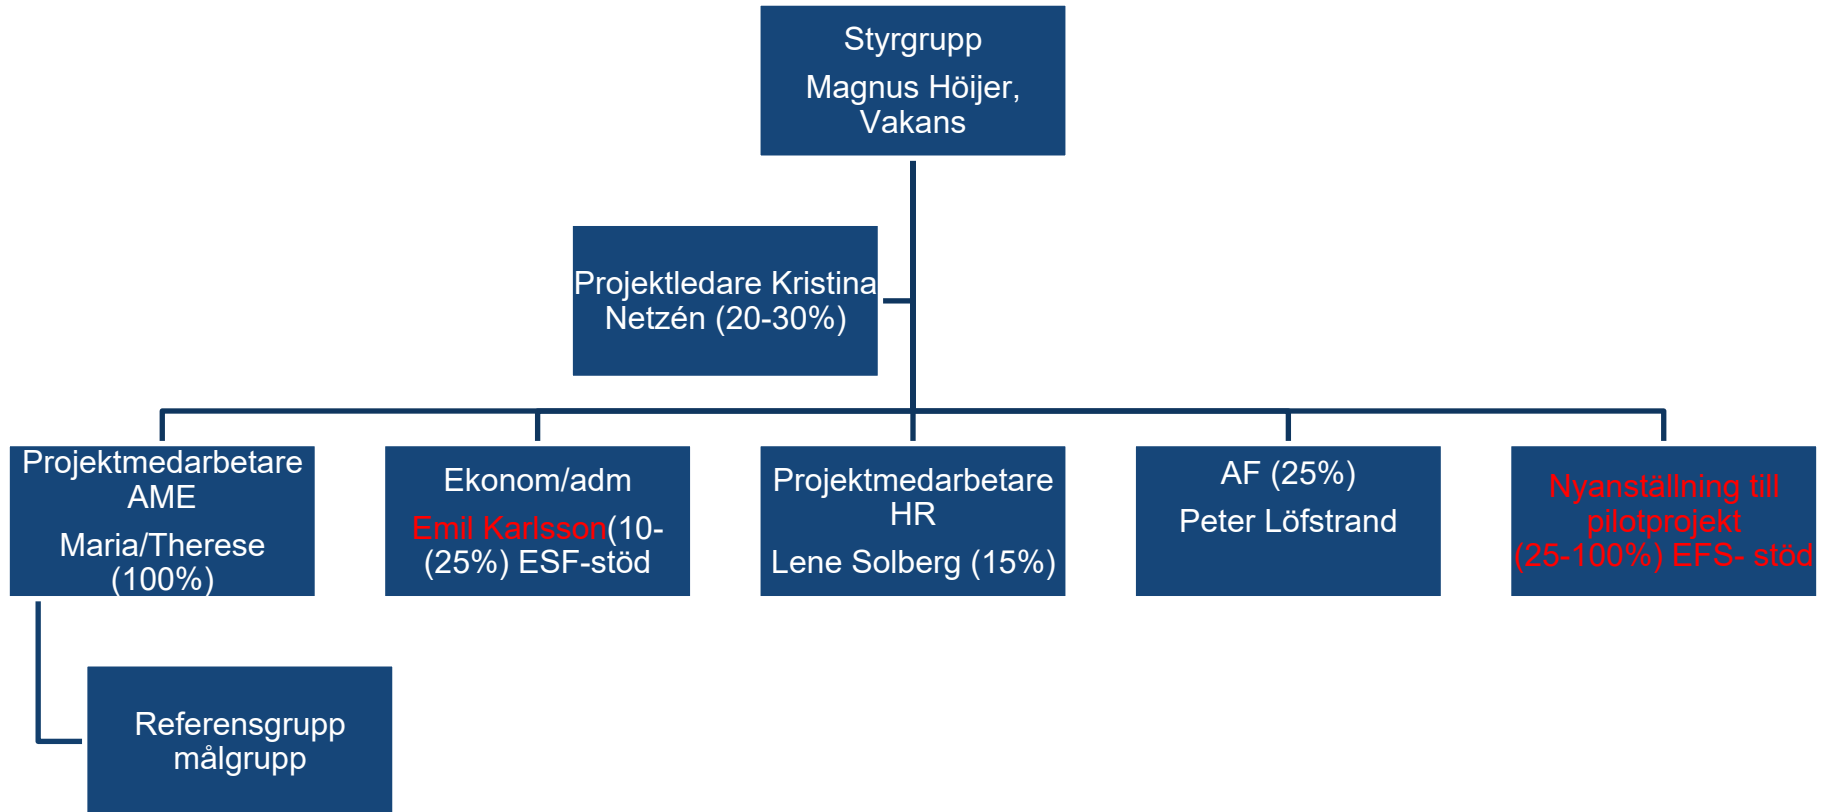 Styrgrupp
Magnus Höijer,
Vakans
Projektledare Kristina
Netzén (20-30%)
Projektmedarbetare
AME
Maria/Therese
(100%)
Ekonom/adm
Emil Karlsson(10-
(25%) ESF-stöd
Projektmedarbetare
HR
Lene Solberg (15%)
AF (25%)
Peter Löfstrand
Nyanställning till
pilotprojekt
(25-100%) EFS- stöd
Referensgrupp
målgrupp